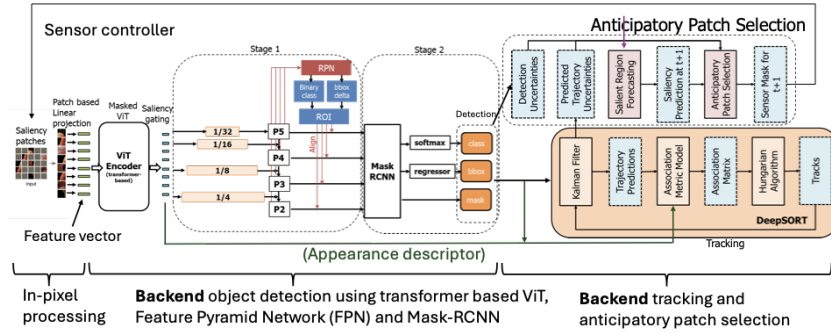 Sensor controller
Anticipatory Patch Selection
Stage 1
Stage 2
Patch based
Linear
projection
Masked
ViT
Saliency
gating
Saliency
patches
input
ViT
Encoder
(transformer-
based)
Feature vector
RPN
Binary
class
bbox
delta
ROI
Align
1/32
1/16
1/8
1/4
P5
P4
P3
P2
Mask
RCNN
softmax
regressor
Detection
class
bbox
mask
Detection
Uncertainties
Predicted
Trajectory
Uncertainties
Salient Region
Forecasting
Saliency
Prediction at t+1
Anticipatory
Patch Selection
Sensor Mask for
t+1
Kalman Filter
Trajectory
Predictions
Association
Metric Model
Association
Matrix
Hungarian
Algorithm
Tracks
DeepSORT
Tracking
(Appearance descriptor)
In-pixel
processing
Backend object detection using transformer based ViT,
Feature Pyramid Network (FPN) and Mask-RCNN
Backend tracking and
anticipatory patch selection